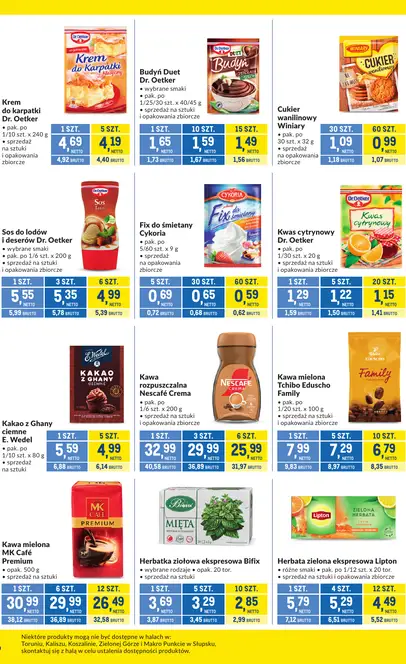 Krem
do karpatki
Dr. Oetker
• pak. po
1/10 szt. x 240 g
• sprzedaż
na sztuki
i opakowania
zbiorcze
1 SZT.
5 SZT.
4,69 NETTO
4,19 NETTO
4,92 BRUTTO
4,40 BRUTTO
Budyń Duet
Dr. Oetker
• wybrane smaki
• pak. po
1/25/30 szt. x 40/45 g
• sprzedaż na sztuki
i opakowania zbiorcze
1 SZT.
10 SZT.
15 SZT.
1,65 NETTO
1,59 NETTO
1,49 NETTO
1,73 BRUTTO
1,67 BRUTTO
1,56 BRUTTO
Cukier
wanilinowy
Winiary
• pak. po
30 szt. x 32 g
• sprzedaż
na opakowania
zbiorcze
30 SZT.
60 SZT.
1,09 NETTO
0,99 NETTO
1,18 BRUTTO
1,07 BRUTTO
Sos do lodów
i deserów Dr. Oetker
• wybrane smaki
• pak. po 1/6 szt. x 200 g
• sprzedaż na sztuki
i opakowania zbiorcze
1 SZT.
3 SZT.
6 SZT.
5,55 NETTO
5,35 NETTO
4,99 NETTO
5,99 BRUTTO
5,78 BRUTTO
5,39 BRUTTO
Fix do śmietany
Cykoria
• pak. po
5/60 szt. x 9 g
• sprzedaż
na opakowania
zbiorcze
5 SZT.
30 SZT.
60 SZT.
0,67 NETTO
0,65 NETTO
0,59 NETTO
0,72 BRUTTO
0,68 BRUTTO
0,62 BRUTTO
Kwas cytrynowy
Dr. Oetker
• pak. po
1/30 szt. x 20 g
• sprzedaż na sztuki
i opakowania zbiorcze
1 SZT.
5 SZT.
20 SZT.
1,29 NETTO
1,22 NETTO
1,15 NETTO
1,59 BRUTTO
1,50 BRUTTO
1,41 BRUTTO
Kakao z Ghany
ciemne
E. Wedel
• pak. po
1/10 szt. x 80 g
• sprzedaż
na sztuki
1 SZT.
6 SZT.
5,59 NETTO
4,99 NETTO
6,88 BRUTTO
6,14 BRUTTO
Kawa
rozpuszczalna
Nescafé Crema
• pak. po
1/6 szt. x 200 g
• sprzedaż na sztuki
i opakowania zbiorcze
1 SZT.
3 SZT.
6 SZT.
32,99 NETTO
29,99 NETTO
25,99 NETTO
40,58 BRUTTO
36,89 BRUTTO
31,97 BRUTTO
Kawa mielona
Tchibo Eduscho
Family
• pak. po
1/20 szt. x 100 g
• sprzedaż na sztuki
i opakowania zbiorcze
1 SZT.
5 SZT.
10 SZT.
7,99 NETTO
7,29 NETTO
6,79 NETTO
9,83 BRUTTO
8,97 BRUTTO
8,35 BRUTTO
Kawa mielona
MK Café
Premium
• opak. 500 g
• sprzedaż na sztuki
1 SZT.
6 SZT.
12 SZT.
30,99 NETTO
29,99 NETTO
26,49 NETTO
38,12 BRUTTO
36,89 BRUTTO
32,58 BRUTTO
Herbatka ziołowa ekspresowa Bifix
• wybrane rodzaje • opak. 20 tor.
• sprzedaż na sztuki
1 SZT.
3 SZT.
10 SZT.
3,69 NETTO
3,29 NETTO
2,85 NETTO
3,87 BRUTTO
3,45 BRUTTO
2,99 BRUTTO
Herbata zielona ekspresowa Lipton
• różne smaki • pak. po 1/12 szt. x 20 tor.
• sprzedaż na sztuki i opakowania zbiorcze
1 SZT.
6 SZT.
12 SZT.
5,79 NETTO
5,29 NETTO
4,49 NETTO
7,12 BRUTTO
6,51 BRUTTO
5,52 BRUTTO
Niektóre produkty mogą nie być dostępne w halach w:
Toruniu, Kaliszu, Koszalinie, Zielonej Górze i Makro Punkcie w Słupsku,
skontaktuj się z halą w celu ustalenia dostępności produktów.